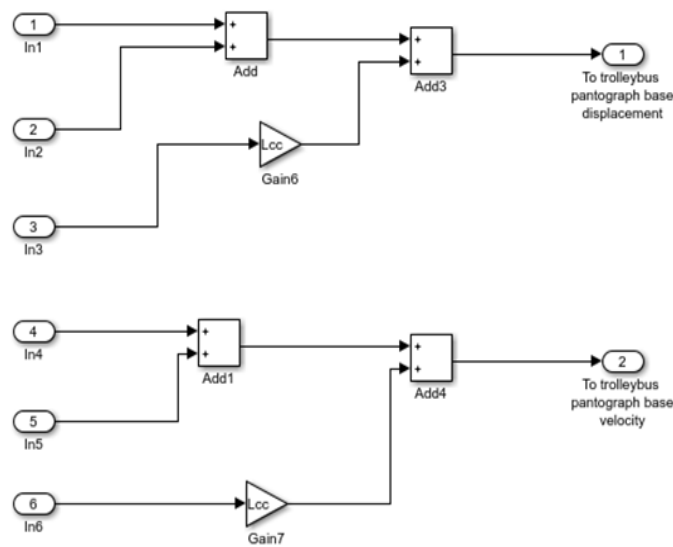 1
In1
+
+
Add
+
+
Add3
1
To trolleybus
pantograph base
displacement
2
In2
Lcc
Gain6
3
In3
4
In4
+
+
Add1
+
+
Add4
2
To trolleybus
pantograph base
velocity
5
In5
6
In6
Lcc
Gain7